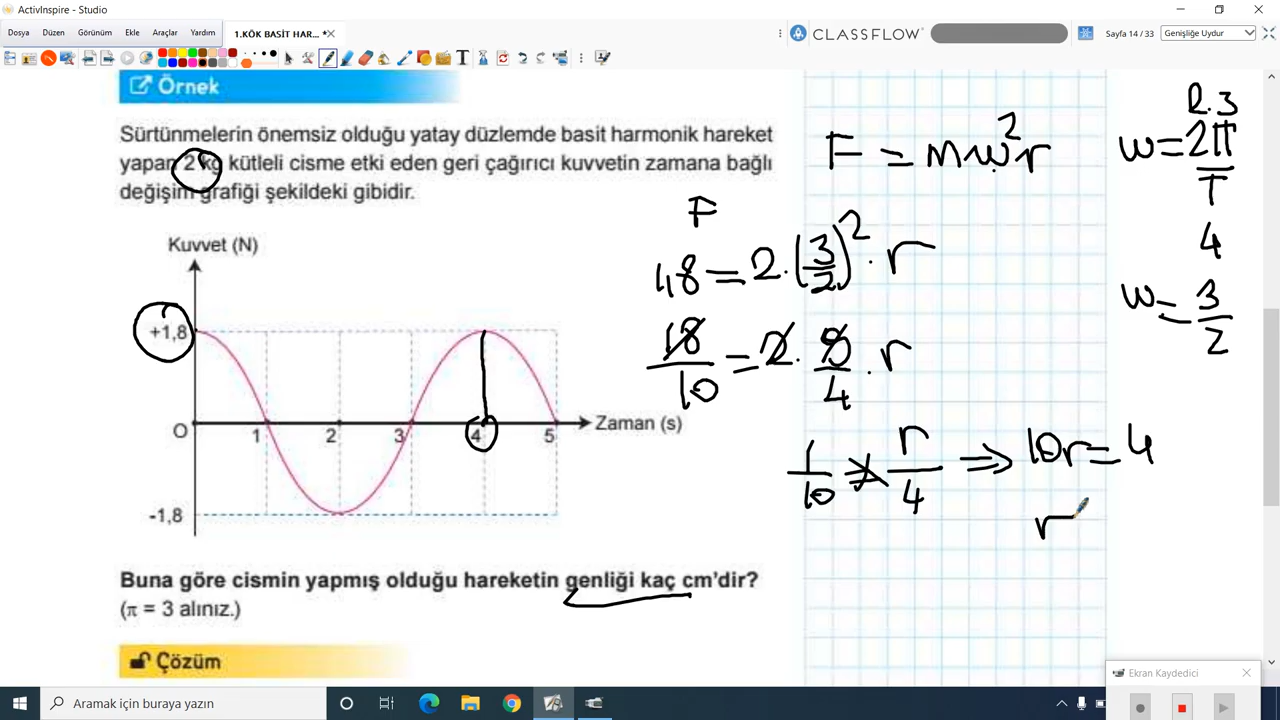 ActivInspire - Studio
Dosya Düzen Görünüm Ekle Araçlar Yardım
1.KÖK BASİT HAR... *
CLASSFLOW
Sayfa 14 / 33
Genişliğe Uydur
T
Örnek
Sürtünmelerin önemsiz olduğu yatay düzlemde basit harmonik hareket
yapan 2 kg kütleli cisme etki eden geri çağırıcı kuvvetin zamana bağlı
değişim grafiği şekildeki gibidir.
Kuvvet (N)
+1,8
O 1 2 3 4 5 Zaman (s)
-1,8
Buna göre cismin yapmış olduğu hareketin genliği kaç cm'dir?
(π = 3 alınız.)
Çözüm
F = mw²r
2.3
w = 2π/T
4
w = 3/2
F
1,8 = 2.(3/2)².r
18/10 = 2.9/4.r
1/10 = r/4 ⇒ 10r = 4
r
Ekran Kaydedici
Aramak için buraya yazın